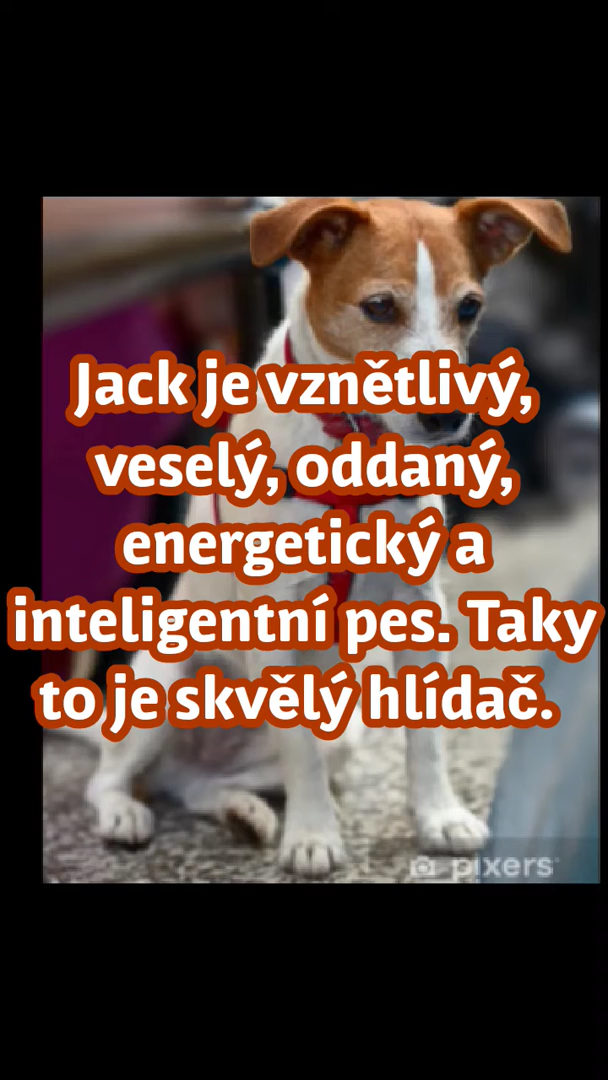 Jack je vznětlivý,
veselý, oddaný,
energetický a
inteligentní pes. Taky
to je skvělý hlídač.
pixers